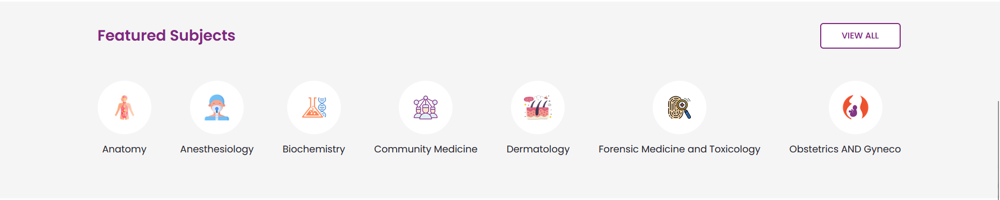 Featured Subjects
VIEW ALL
Anatomy
Anesthesiology
Biochemistry
Community Medicine
Dermatology
Forensic Medicine and Toxicology
Obstetrics AND Gyneco